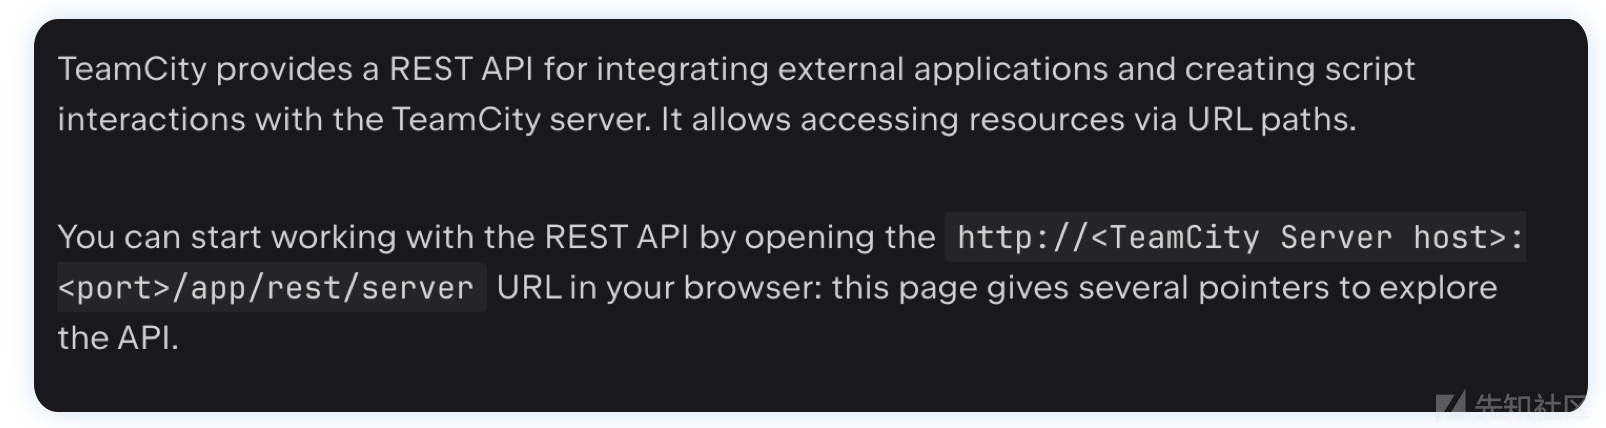 TeamCity provides a REST API for integrating external applications and creating script
interactions with the TeamCity server. It allows accessing resources via URL paths.
You can start working with the REST API by opening the http://<TeamCity Server host>:
<port>/app/rest/server URL in your browser: this page gives several pointers to explore
the API.
先知社区